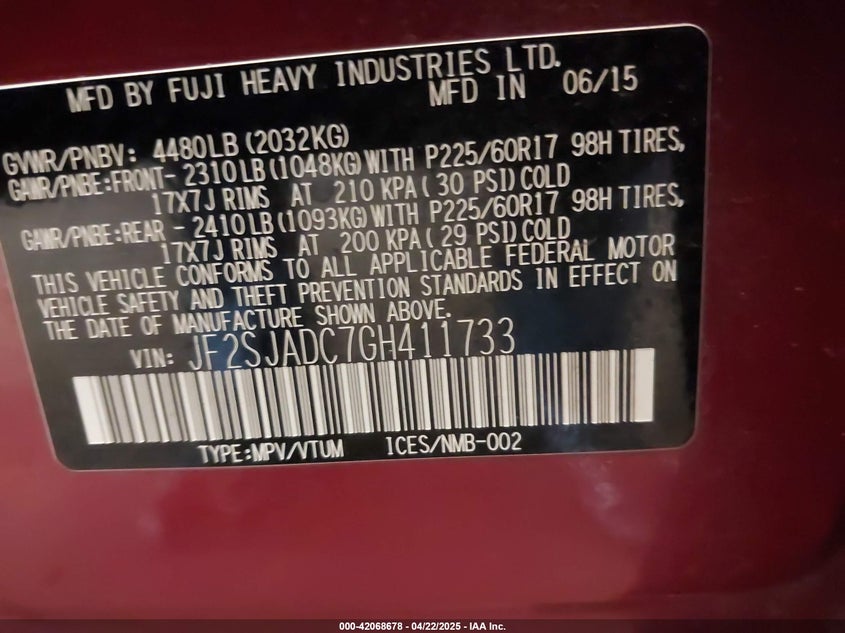 MFD BY FUJI HEAVY INDUSTRIES LTD.
MFD IN 06/15
GVWR/PNBV: 4480LB (2032KG)
GAWR/PNBE:FRONT- 2310LB (1048KG) WITH P225/60R17 98H TIRES,
17X7J RIMS AT 210 KPA ( 30 PSI) COLD
GAWR/PNBE:REAR - 2410LB (1093KG) WITH P225/60R17 98H TIRES,
17X7J RIMS AT 200 KPA ( 29 PSI) COLD
THIS VEHICLE CONFORMS TO ALL APPLICABLE FEDERAL MOTOR
VEHICLE SAFETY AND THEFT PREVENTION STANDARDS IN EFFECT ON
THE DATE OF MANUFACTURE SHOWN ABOVE.
VIN: JF2SJADC7GH411733
TYPE:MPV/VTUM ICES/NMB-002
000-42068678 - 04/22/2025 - IAA Inc.